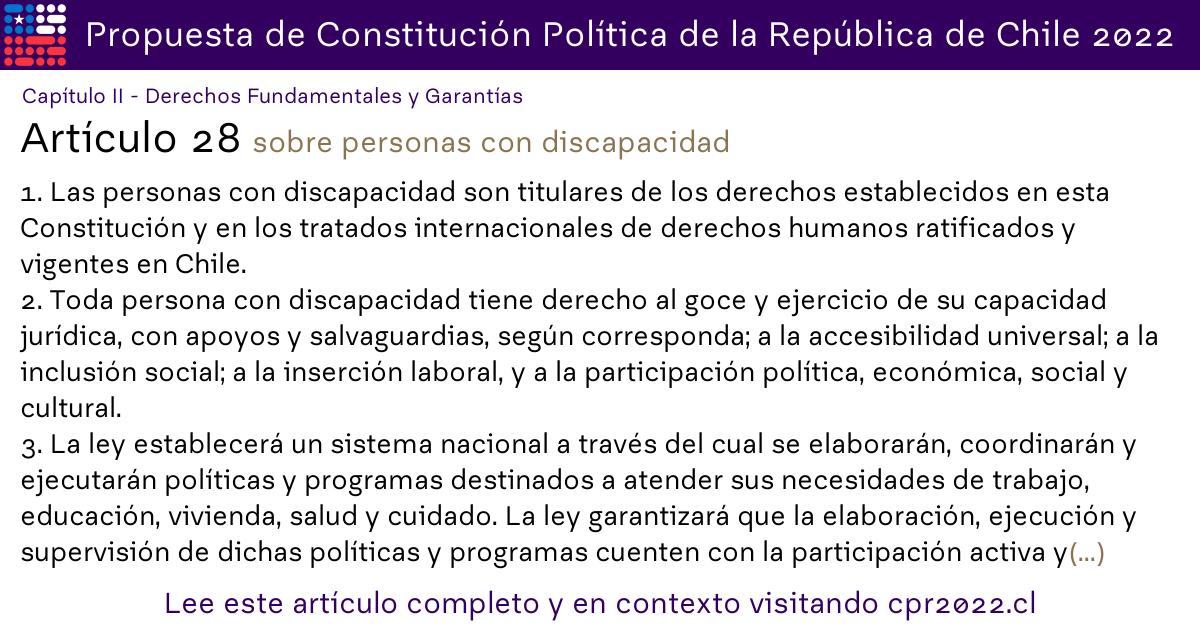 Propuesta de Constitución Política de la República de Chile 2022
Capítulo II - Derechos Fundamentales y Garantías
Artículo 28 sobre personas con discapacidad
1. Las personas con discapacidad son titulares de los derechos establecidos en esta
Constitución y en los tratados internacionales de derechos humanos ratificados y
vigentes en Chile.
2. Toda persona con discapacidad tiene derecho al goce y ejercicio de su capacidad
jurídica, con apoyos y salvaguardias, según corresponda; a la accesibilidad universal; a la
inclusión social; a la inserción laboral, y a la participación política, económica, social y
cultural.
3. La ley establecerá un sistema nacional a través del cual se elaborarán, coordinarán y
ejecutarán políticas y programas destinados a atender sus necesidades de trabajo,
educación, vivienda, salud y cuidado. La ley garantizará que la elaboración, ejecución y
supervisión de dichas políticas y programas cuenten con la participación activa y(...)
Lee este artículo completo y en contexto visitando cpr2022.cl